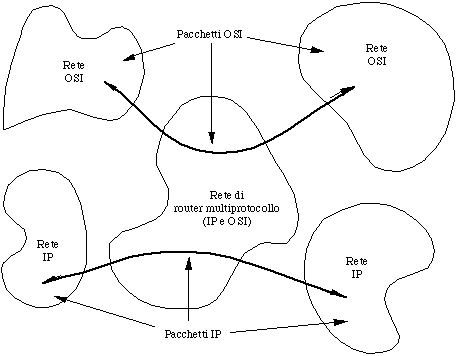 Pacchetti OSI
Rete
OSI
Rete
OSI
Rete di
router multiprotocollo
(IP e OSI)
Rete
IP
Rete
IP
Pacchetti IP